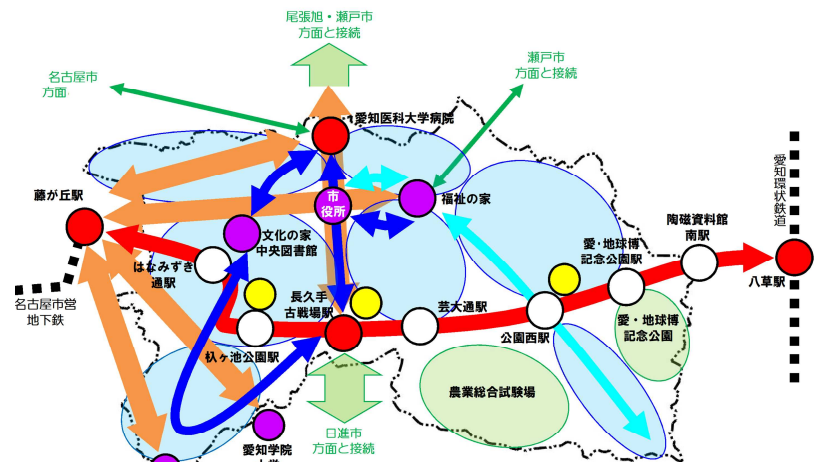 尾張旭・瀬戸市
方面と接続
瀬戸市
方面と接続
名古屋市
方面
愛知医科大学病院
愛知環状鉄道
藤が丘駅
市
役所
福祉の家
文化の家
中央図書館
陶磁資料館
南駅
愛・地球博
記念公園駅
はなみずき
通駅
八草駅
名古屋市営
地下鉄
長久手
古戦場駅
芸大通駅
公園西駅
愛・地球博
記念公園
杁ヶ池公園駅
農業総合試験場
日進市
方面と接続
愛知学院